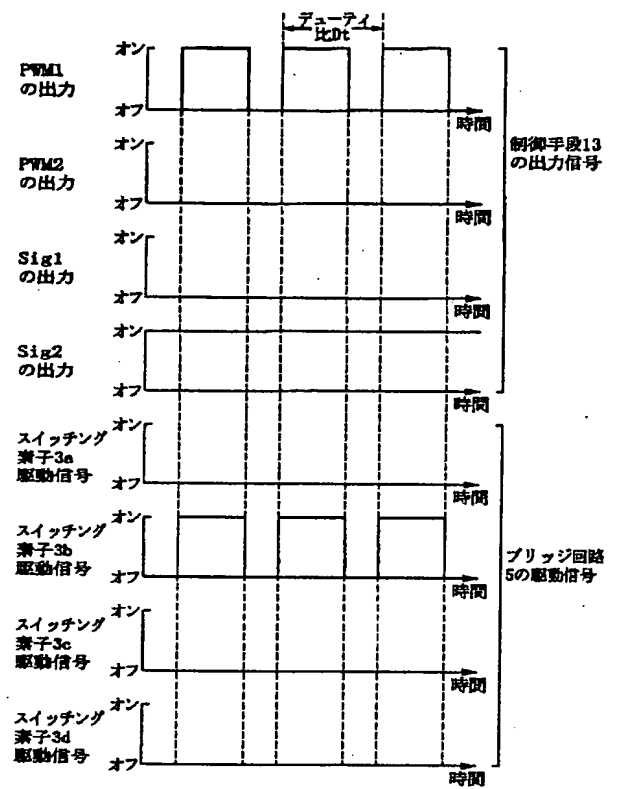 デューティ
比Dt
オン
PWM1
の出力
オフ
時間
オン
PWM2
の出力
オフ
時間
オン
Sig1
の出力
オフ
時間
オン
Sig2
の出力
オフ
時間
制御手段13
の出力信号
オン
スイッチング
素子3a
駆動信号
オフ
時間
オン
スイッチング
素子3b
駆動信号
オフ
時間
オン
スイッチング
素子3c
駆動信号
オフ
時間
オン
スイッチング
素子3d
駆動信号
オフ
時間
ブリッジ回路
5の駆動信号